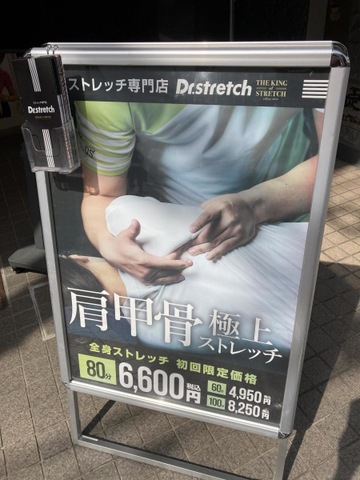 ストレッチ専門店 Dr.stretch THE KING of STRETCH
Dr.stretch
肩甲骨 極上ストレッチ
全身ストレッチ 初回限定価格
80分 6,600円 税込
60分 4,950円
100分 8,250円